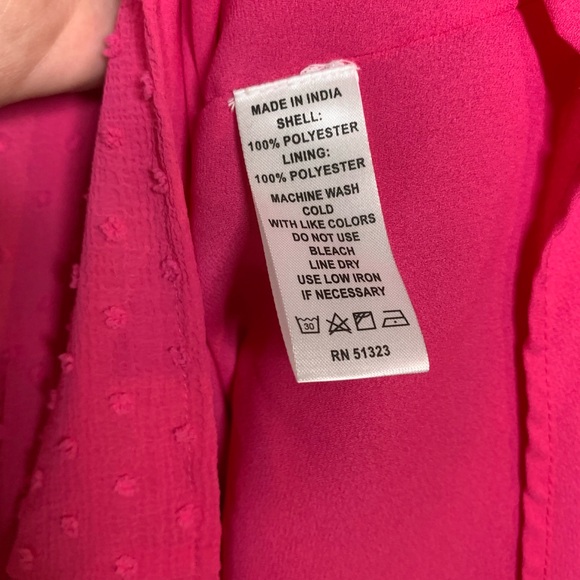 MADE IN INDIA
SHELL:
100% POLYESTER
LINING:
100% POLYESTER
MACHINE WASH
COLD
WITH LIKE COLORS
DO NOT USE
BLEACH
LINE DRY
USE LOW IRON
IF NECESSARY
30
RN 51323